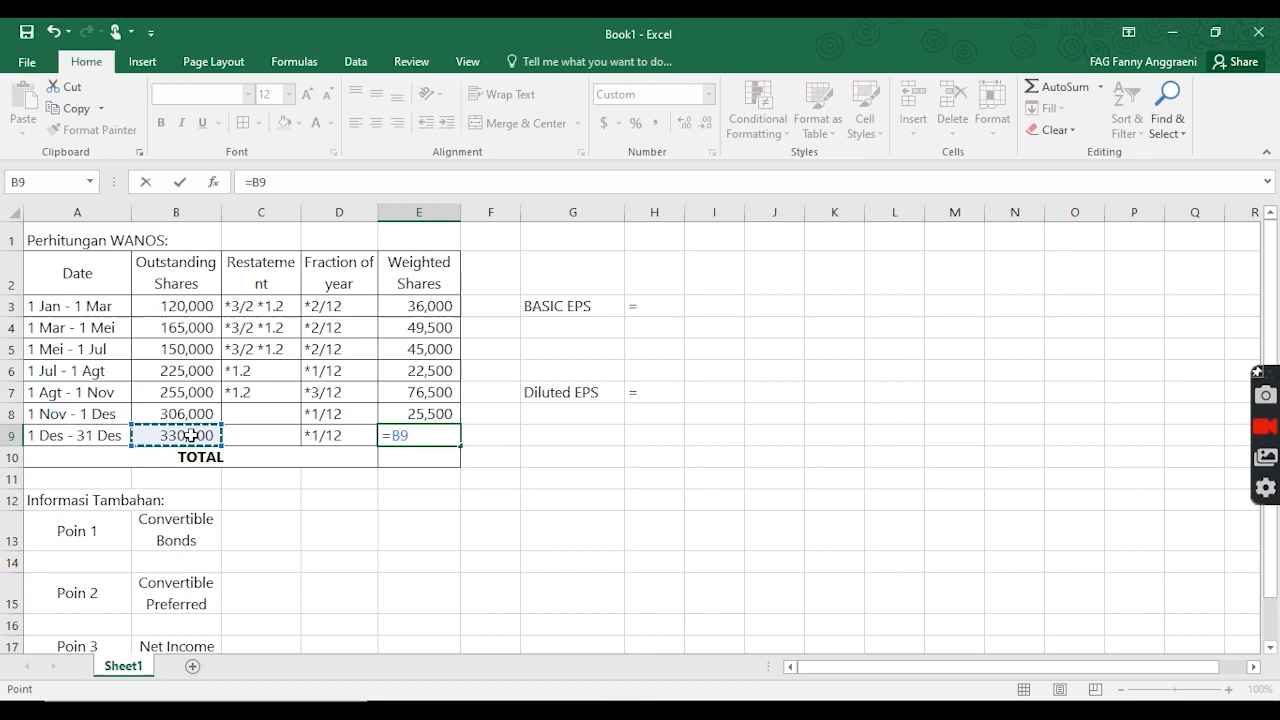 Book1 - Excel
File Home Insert Page Layout Formulas Data Review View Tell me what you want to do... FAG Fanny Anggraeni Share
Paste Cut Copy Format Painter Clipboard
12 B I U A Font
Wrap Text Merge & Center Alignment
Custom $ % , Number
Conditional Formatting Format as Table Cell Styles Styles
Insert Delete Format Cells
AutoSum Fill Clear Sort & Filter Find & Select Editing
B9 fx =B9
A B C D E F G H I J K L M N O P Q R
1 Perhitungan WANOS:
Date Outstanding Restateme Fraction of Weighted
2 Shares nt year Shares
3 1 Jan - 1 Mar 120,000 *3/2 *1.2 *2/12 36,000 BASIC EPS =
4 1 Mar - 1 Mei 165,000 *3/2 *1.2 *2/12 49,500
5 1 Mei - 1 Jul 150,000 *3/2 *1.2 *2/12 45,000
6 1 Jul - 1 Agt 225,000 *1.2 *1/12 22,500
7 1 Agt - 1 Nov 255,000 *1.2 *3/12 76,500 Diluted EPS =
8 1 Nov - 1 Des 306,000 *1/12 25,500
9 1 Des - 31 Des 330,000 *1/12 =B9
10 TOTAL
11
12 Informasi Tambahan:
Poin 1 Convertible
13 Bonds
14
Poin 2 Convertible
15 Preferred
16
17 Poin 3 Net Income
Sheet1
Point 100%